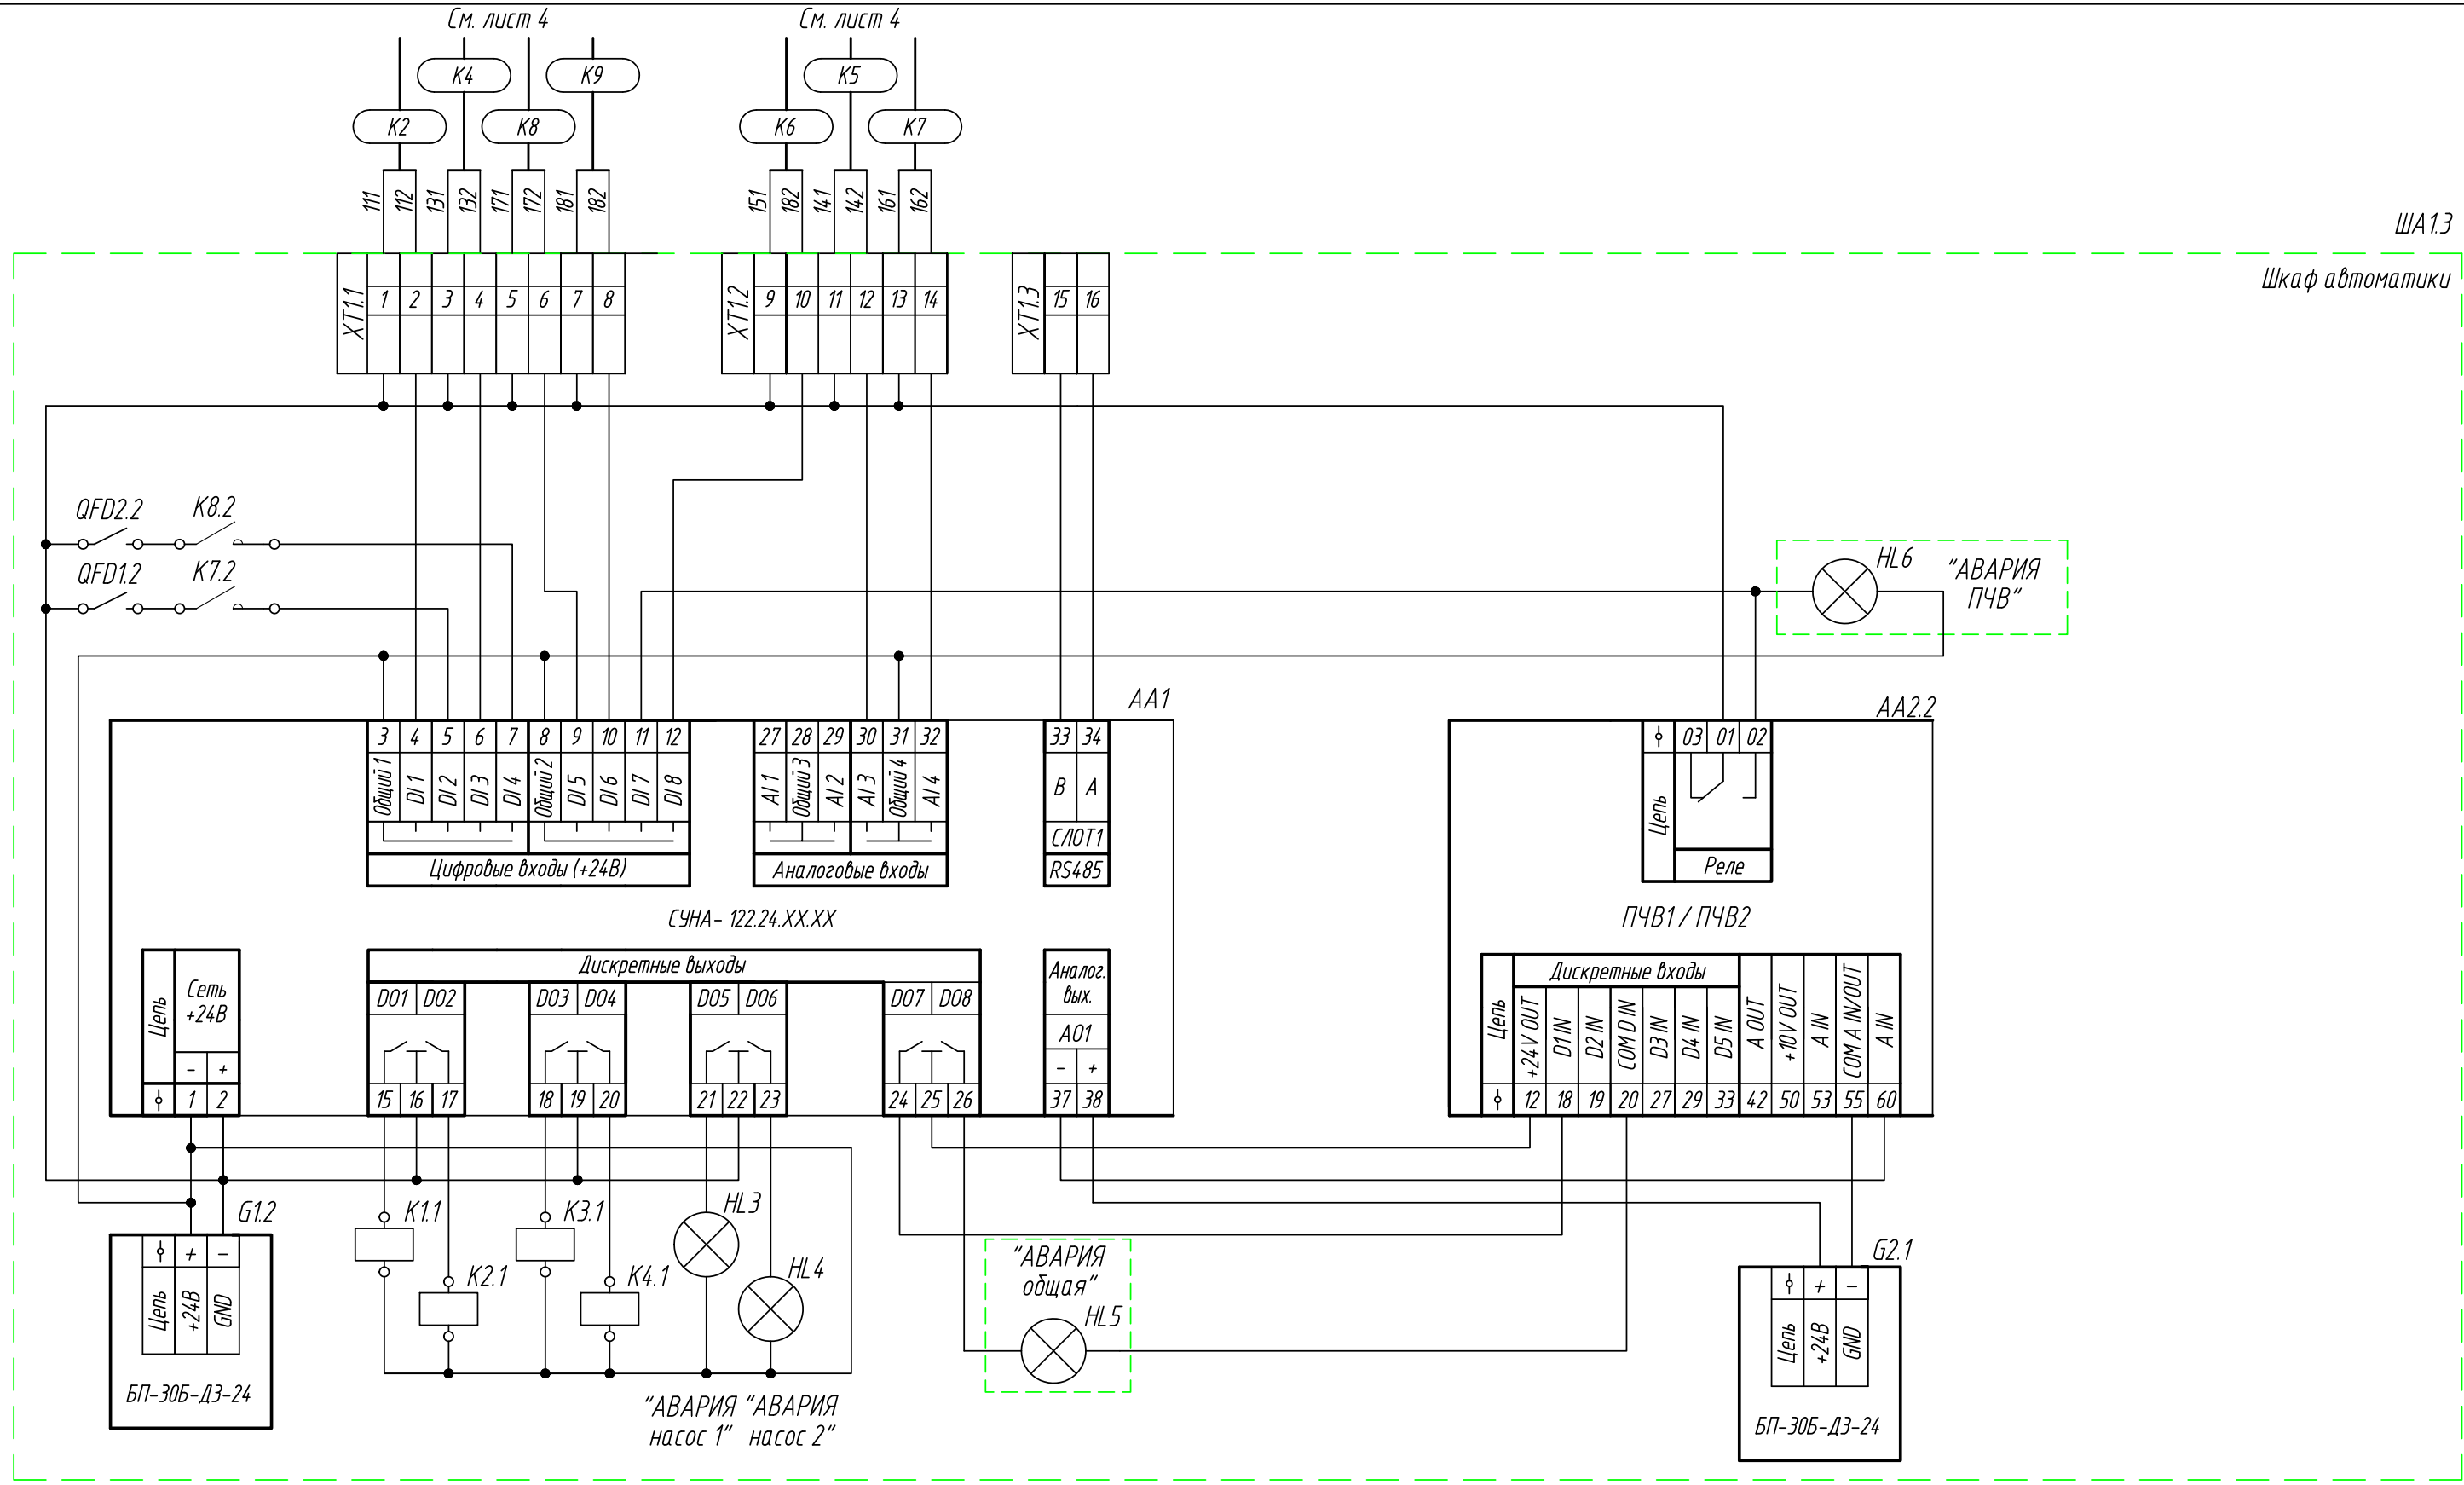 См. лист 4
См. лист 4
К4
К9
К5
К2
К8
К6
К7
111
112
131
132
171
172
181
182
151
182
141
142
161
162
ША1.3
Шкаф автоматики
ХТ1.1
1 2 3 4 5 6 7 8
ХТ1.2
9 10 11 12 13 14
ХТ1.3
15 16
QFD2.2
К8.2
QFD1.2
К7.2
HL6
"АВАРИЯ
ПЧВ"
АА1
АА2.2
3 4 5 6 7 8 9 10 11 12
Общий 1
DI 1
DI 2
DI 3
DI 4
Общий 2
DI 5
DI 6
DI 7
DI 8
Цифровые входы (+24В)
27 28 29 30 31 32
AI 1
Общий 3
AI 2
AI 3
Общий 4
AI 4
Аналоговые входы
33 34
В А
СЛОТ1
RS485
03 01 02
Цепь
Реле
СУНА- 122.24.ХХ.ХХ
ПЧВ1 / ПЧВ2
Цепь
Сеть
+24В
- +
1 2
Дискретные выходы
DO1 DO2
DO3 DO4
DO5 DO6
DO7 DO8
15 16 17
18 19 20
21 22 23
24 25 26
Аналог.
вых.
АО1
- +
37 38
Цепь
Дискретные входы
+24 V OUT
D1 IN
D2 IN
COM D IN
D3 IN
D4 IN
D5 IN
A OUT
+10V OUT
A IN
COM A IN/OUT
A IN
12 18 19 20 27 29 33 42 50 53 55 60
G1.2
+ -
Цепь
+24В
GND
БП-30Б-Д3-24
К1.1
К2.1
К3.1
К4.1
HL3
HL4
"АВАРИЯ
насос 1"
"АВАРИЯ
насос 2"
"АВАРИЯ
общая"
HL5
G2.1
+ -
Цепь
+24В
GND
БП-30Б-Д3-24